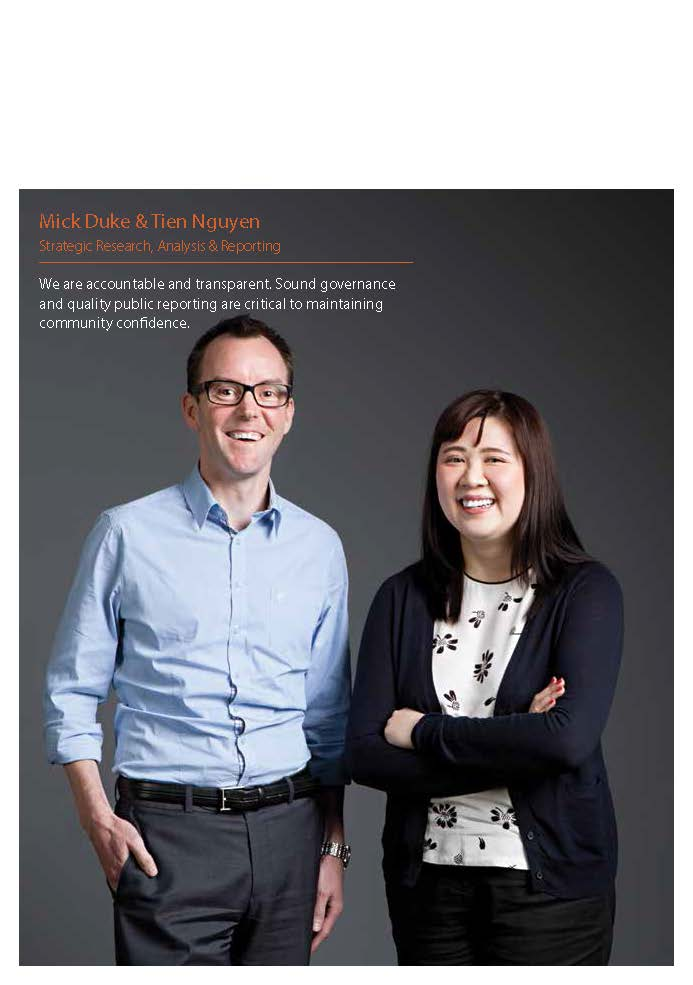 Mick Duke & Tien Nguyen
Strategic Research, Analysis & Reporting
We are accountable and transparent. Sound governance
and quality public reporting are critical to maintaining
community confidence.